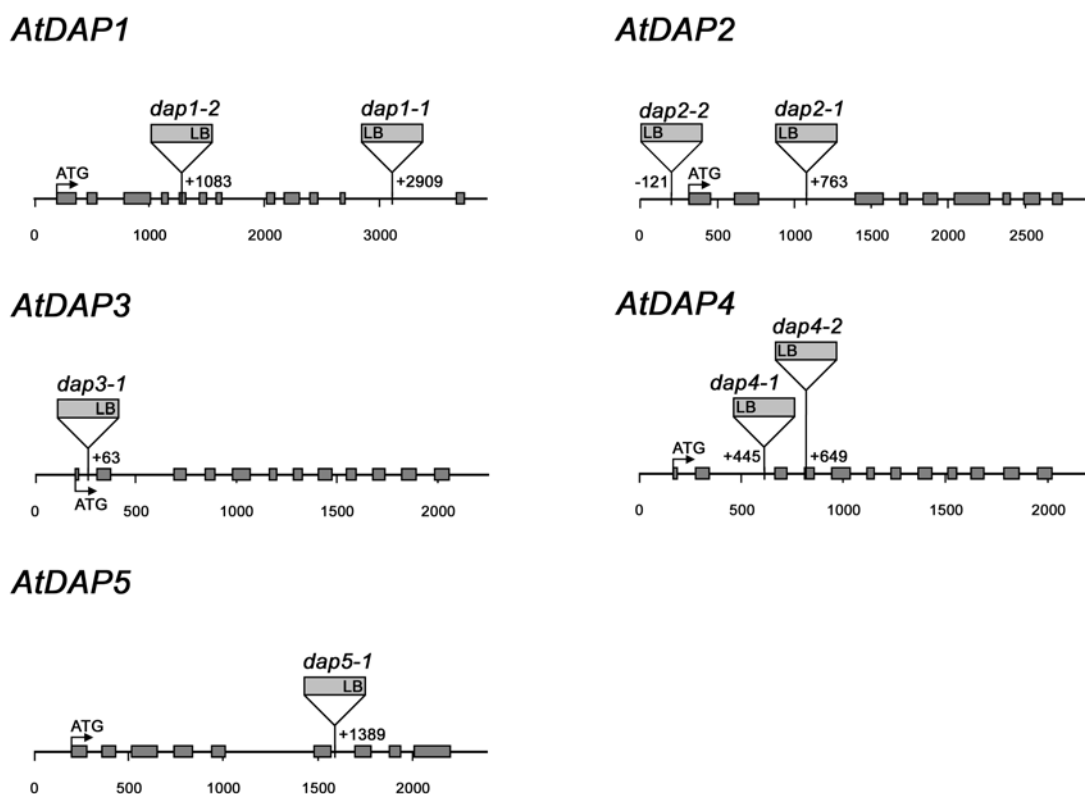 AtDAP1
dap1-2
dap1-1
LB
LB
ATG
+1083
+2909
0 1000 2000 3000
AtDAP2
dap2-2
dap2-1
LB
LB
-121
ATG
+763
0 500 1000 1500 2000 2500
AtDAP3
dap3-1
LB
+63
ATG
0 500 1000 1500 2000
AtDAP4
dap4-2
LB
dap4-1
LB
ATG
+445
+649
0 500 1000 1500 2000
AtDAP5
dap5-1
LB
ATG
+1389
0 500 1000 1500 2000